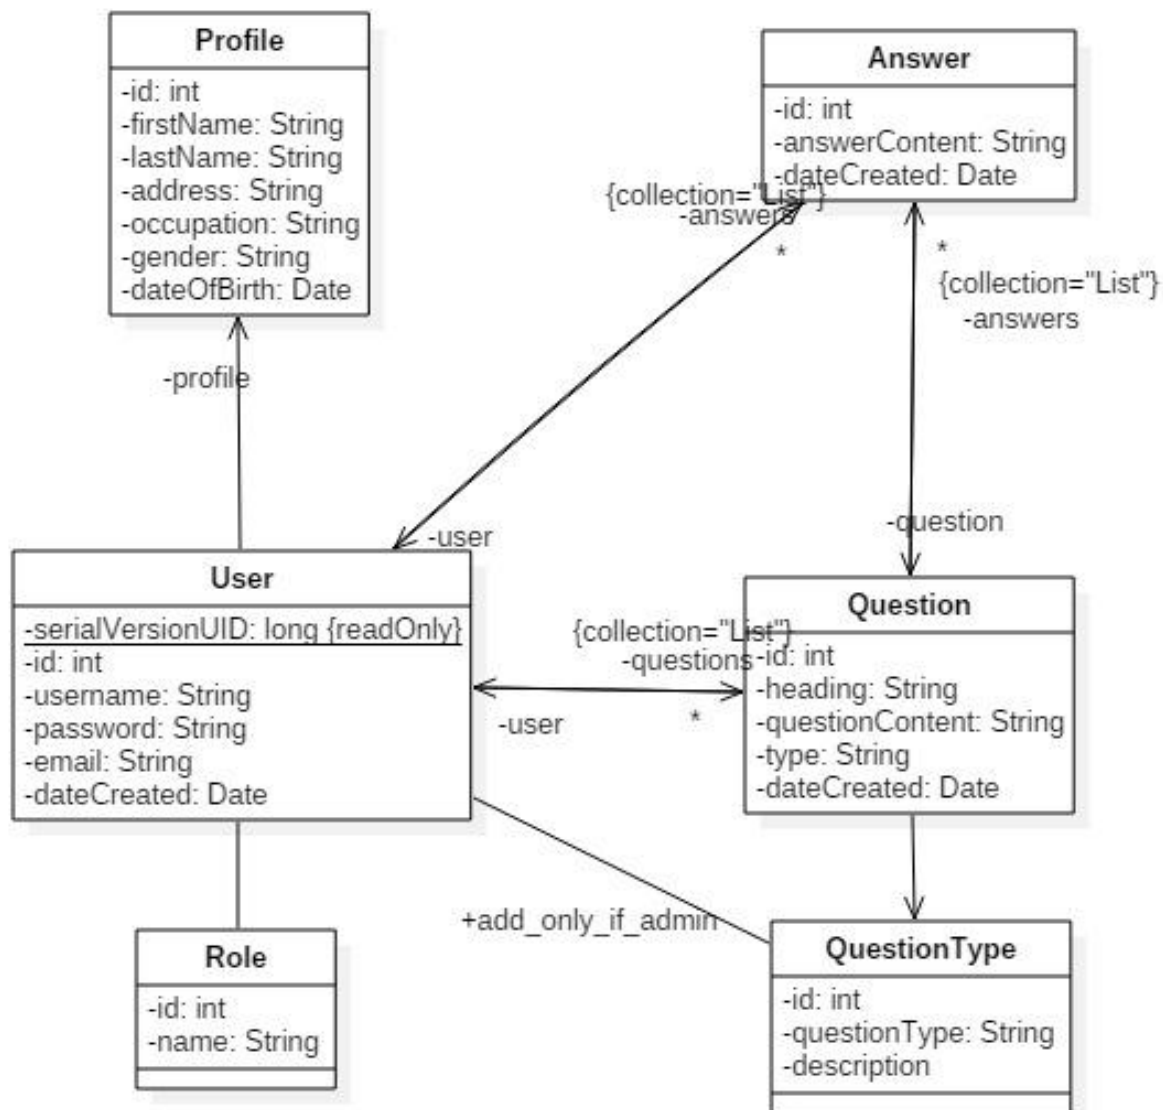 Profile
-id: int
-firstName: String
-lastName: String
-address: String
-occupation: String
-gender: String
-dateOfBirth: Date
Answer
-id: int
-answerContent: String
-dateCreated: Date
{collection="List"}
-answers
*
*
{collection="List"}
-answers
-profile
-user
-question
User
-serialVersionUID: long {readOnly}
-id: int
-username: String
-password: String
-email: String
-dateCreated: Date
{collection="List"}
-questions
-user
*
Question
-id: int
-heading: String
-questionContent: String
-type: String
-dateCreated: Date
+add_only_if_admin
Role
-id: int
-name: String
QuestionType
-id: int
-questionType: String
-description